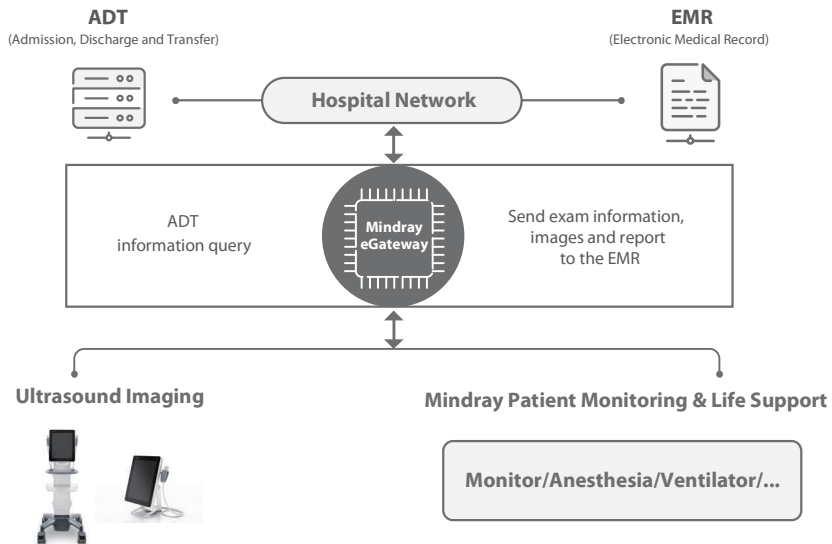 ADT
(Admission, Discharge and Transfer)
EMR
(Electronic Medical Record)
Hospital Network
ADT
information query
Mindray
eGateway
Send exam information,
images and report
to the EMR
Ultrasound Imaging
Mindray Patient Monitoring & Life Support
Monitor/Anesthesia/Ventilator/...